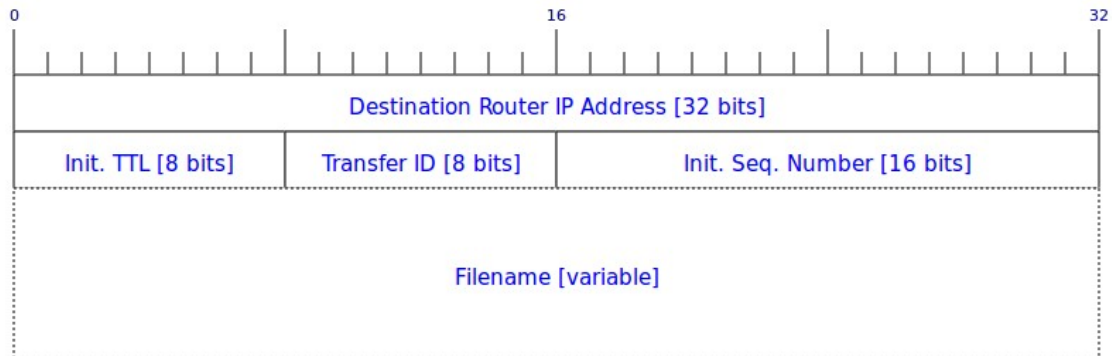 0 16 32
Destination Router IP Address [32 bits]
Init. TTL [8 bits] Transfer ID [8 bits] Init. Seq. Number [16 bits]
Filename [variable]